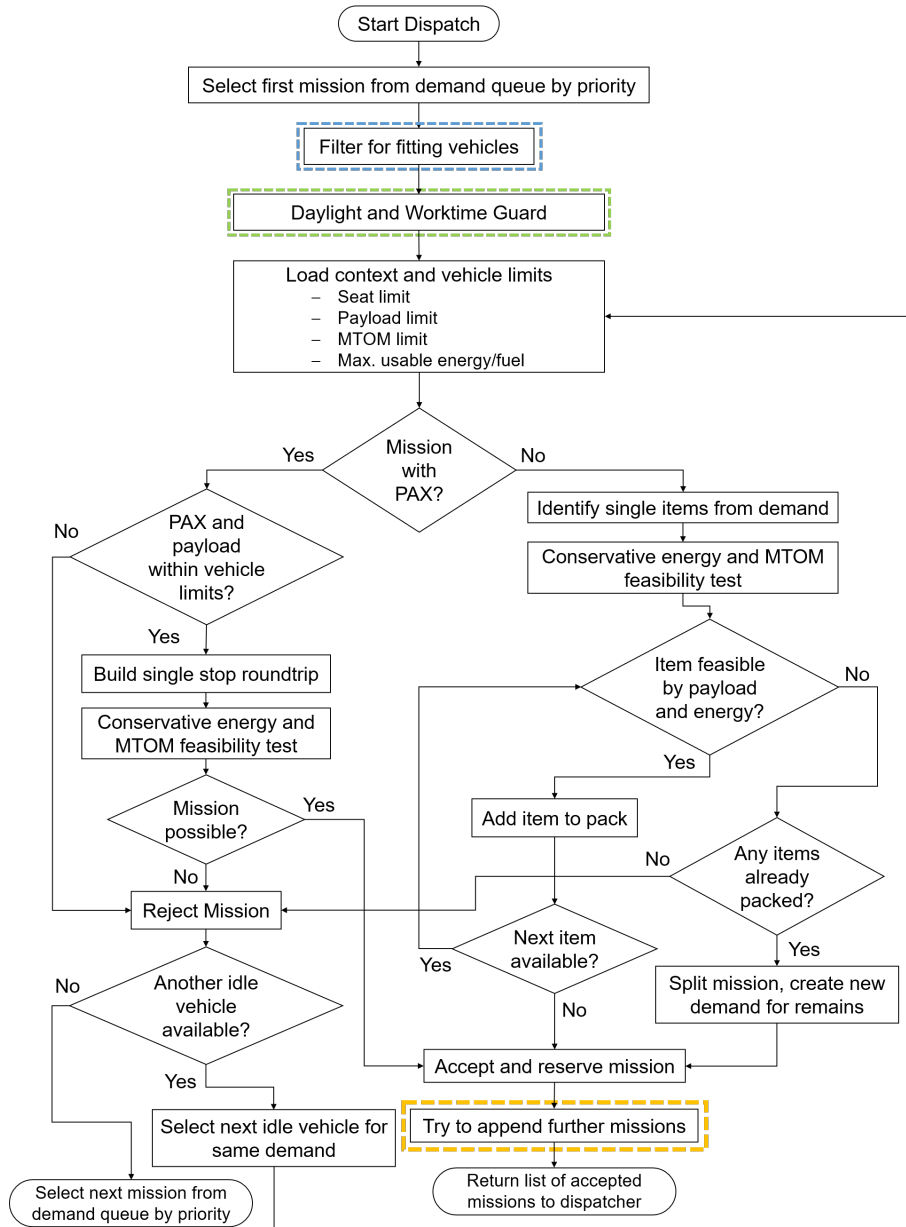 Start Dispatch
Select first mission from demand queue by priority
Filter for fitting vehicles
Daylight and Worktime Guard
Load context and vehicle limits
– Seat limit
– Payload limit
– MTOM limit
– Max. usable energy/fuel
Mission
with
PAX?
Yes
No
PAX and
payload
within vehicle
limits?
No
Yes
Build single stop roundtrip
Conservative energy and
MTOM feasibility test
Mission
possible?
Yes
No
Reject Mission
Another idle
vehicle
available?
No
Yes
Select next idle vehicle for
same demand
Select next mission from
demand queue by priority
Identify single items from demand
Conservative energy and MTOM
feasibility test
Item feasible
by payload
and energy?
No
Yes
Add item to pack
Next item
available?
Yes
No
Any items
already
packed?
No
Yes
Split mission, create new
demand for remains
Accept and reserve mission
Try to append further missions
Return list of accepted
missions to dispatcher